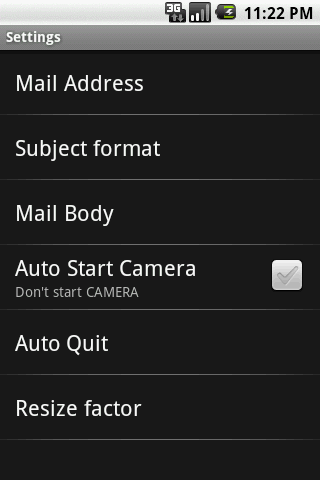 3G 11:22 PM
Settings
Mail Address
Subject format
Mail Body
Auto Start Camera
Don't start CAMERA
Auto Quit
Resize factor